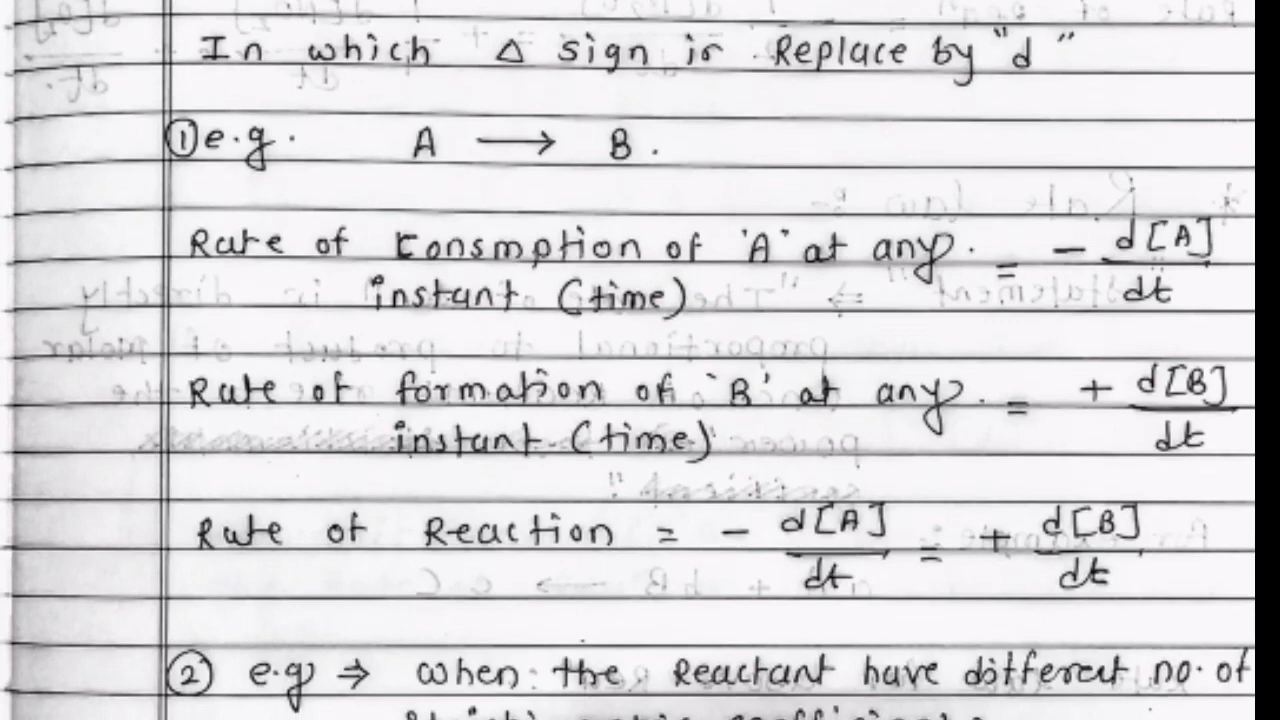 In which Δ sign is Replace by "d"
① e.g. A ⟶ B.
Rate of Consmption of 'A' at any instant (time) = - d[A]/dt
Rate of formation of 'B' at any instant (time) = + d[B]/dt
Rate of Reaction = - d[A]/dt = + d[B]/dt
② e.g ⇒ When the Reactant have different no. of